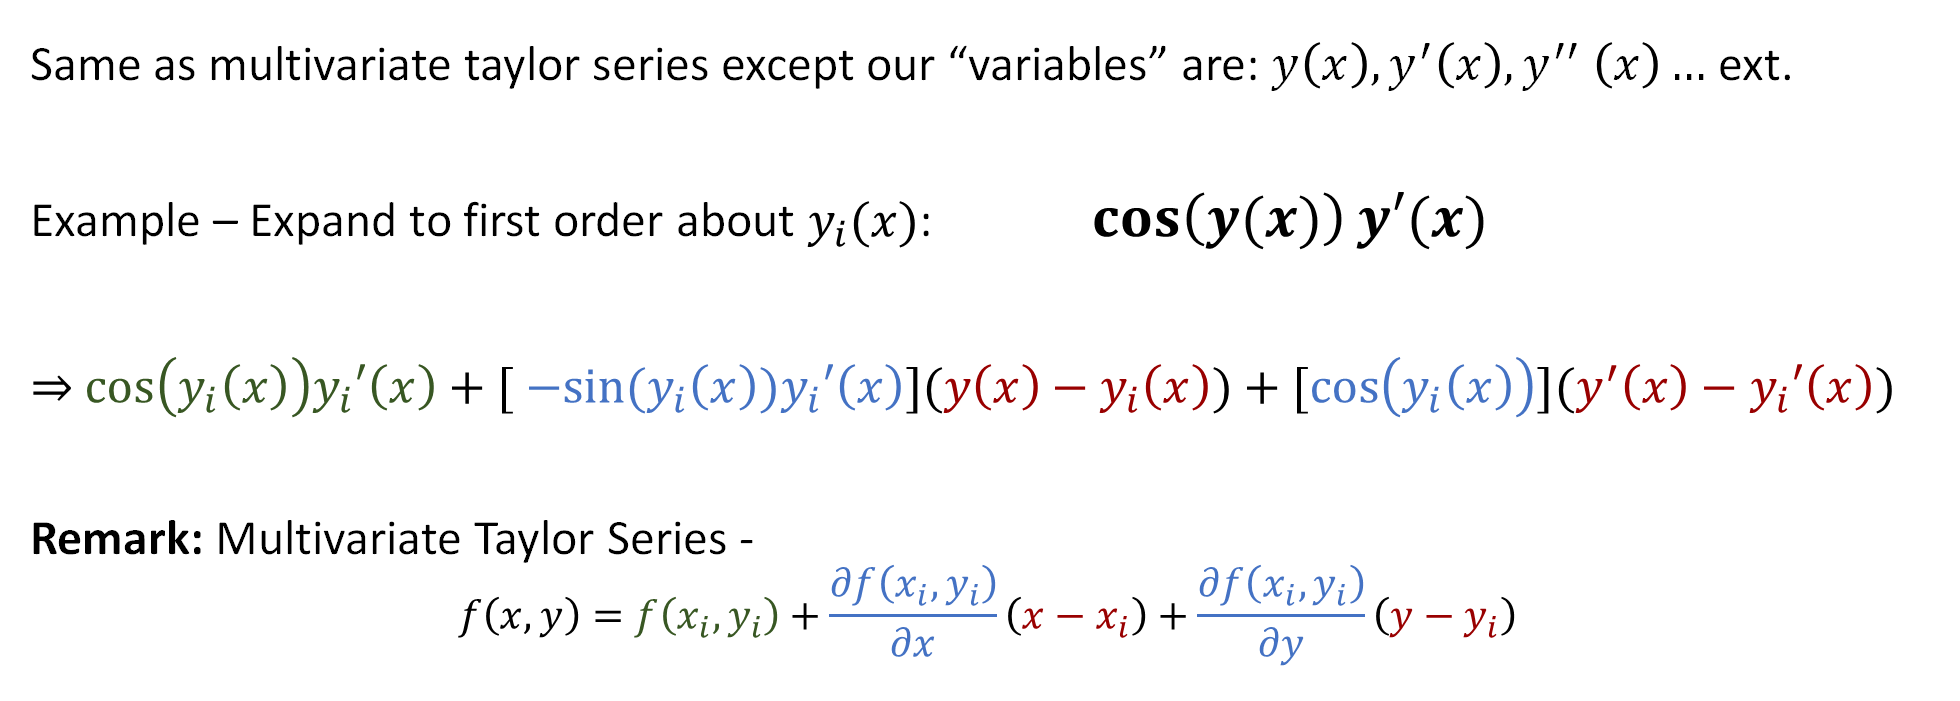 Same as multivariate taylor series except our “variables” are: y(x), y′(x), y′′ (x) ... ext.
Example – Expand to first order about yᵢ(x): cos(y(x)) y′(x)
⇒ cos(yᵢ(x))yᵢ′(x) + [ −sin(yᵢ(x))yᵢ′(x)](y(x) − yᵢ(x)) + [cos(yᵢ(x))](y′(x) − yᵢ′(x))
Remark: Multivariate Taylor Series -
f(x, y) = f(xᵢ, yᵢ) + ∂f(xᵢ, yᵢ)/∂x (x − xᵢ) + ∂f(xᵢ, yᵢ)/∂y (y − yᵢ)